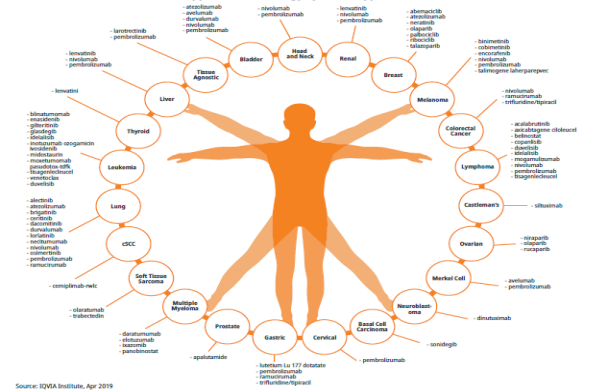 - atezolizumab
- avelumab
- durvalumab
- nivolumab
- pembrolizumab
Bladder
- nivolumab
- pembrolizumab
Head
and Neck
- lenvatinib
- nivolumab
- pembrolizumab
Renal
- abemaciclib
- atezolizumab
- neratinib
- olaparib
- palbociclib
- ribociclib
- talazoparib
Breast
- larotrectinib
- pembrolizumab
Tissue
Agnostic
- binimetinib
- cobimetinib
- encorafenib
- nivolumab
- pembrolizumab
- talimogene laherparepvec
Melanoma
- lenvatinib
- nivolumab
- pembrolizumab
Liver
- nivolumab
- ramucirumab
- trifluridine/tipiracil
Colorectal
Cancer
- lenvatini
Thyroid
- acalabrutinib
- axicabtagene ciloleucel
- belinostat
- copanlisib
- duvelisib
- idelalisib
- mogamulizumab
- nivolumab
- pembrolizumab
- tisagenlecleucel
Lymphoma
- blinatumomab
- enasidenib
- gilteritinib
- glasdegib
- idelalisib
- inotuzumab ozogamicin
ivosidenib
- midostaurin
- moxetumomab
pasudotox-tdfk
- tisagenlecleucel
- venetoclax
- duvelisib
Leukemia
Castleman's
- siltuximab
- alectinib
- atezolizumab
- brigatinib
- ceritinib
- dacomitinib
- durvalumab
- lorlatinib
- necitumumab
- nivolumab
- osimertinib
- pembrolizumab
- ramucirumab
Lung
Ovarian
- niraparib
- olaparib
- rucaparib
cSCC
- cemiplimab-rwlc
Merkel Cell
- avelumab
- pembrolizumab
Soft Tissue
Sarcoma
- olaratumab
- trabectedin
Neuroblast-
oma
- dinutuximab
Multiple
Myeloma
- daratumumab
- elotuzumab
- ixazomib
- panobinostat
Basal Cell
Carcinoma
- sonidegib
Prostate
- apalutamide
Gastric
- lutetium Lu 177 dotatate
- pembrolizumab
- ramucirumab
- trifluridine/tipiracil
Cervical
- pembrolizumab
Source: IQVIA Institute, Apr 2019